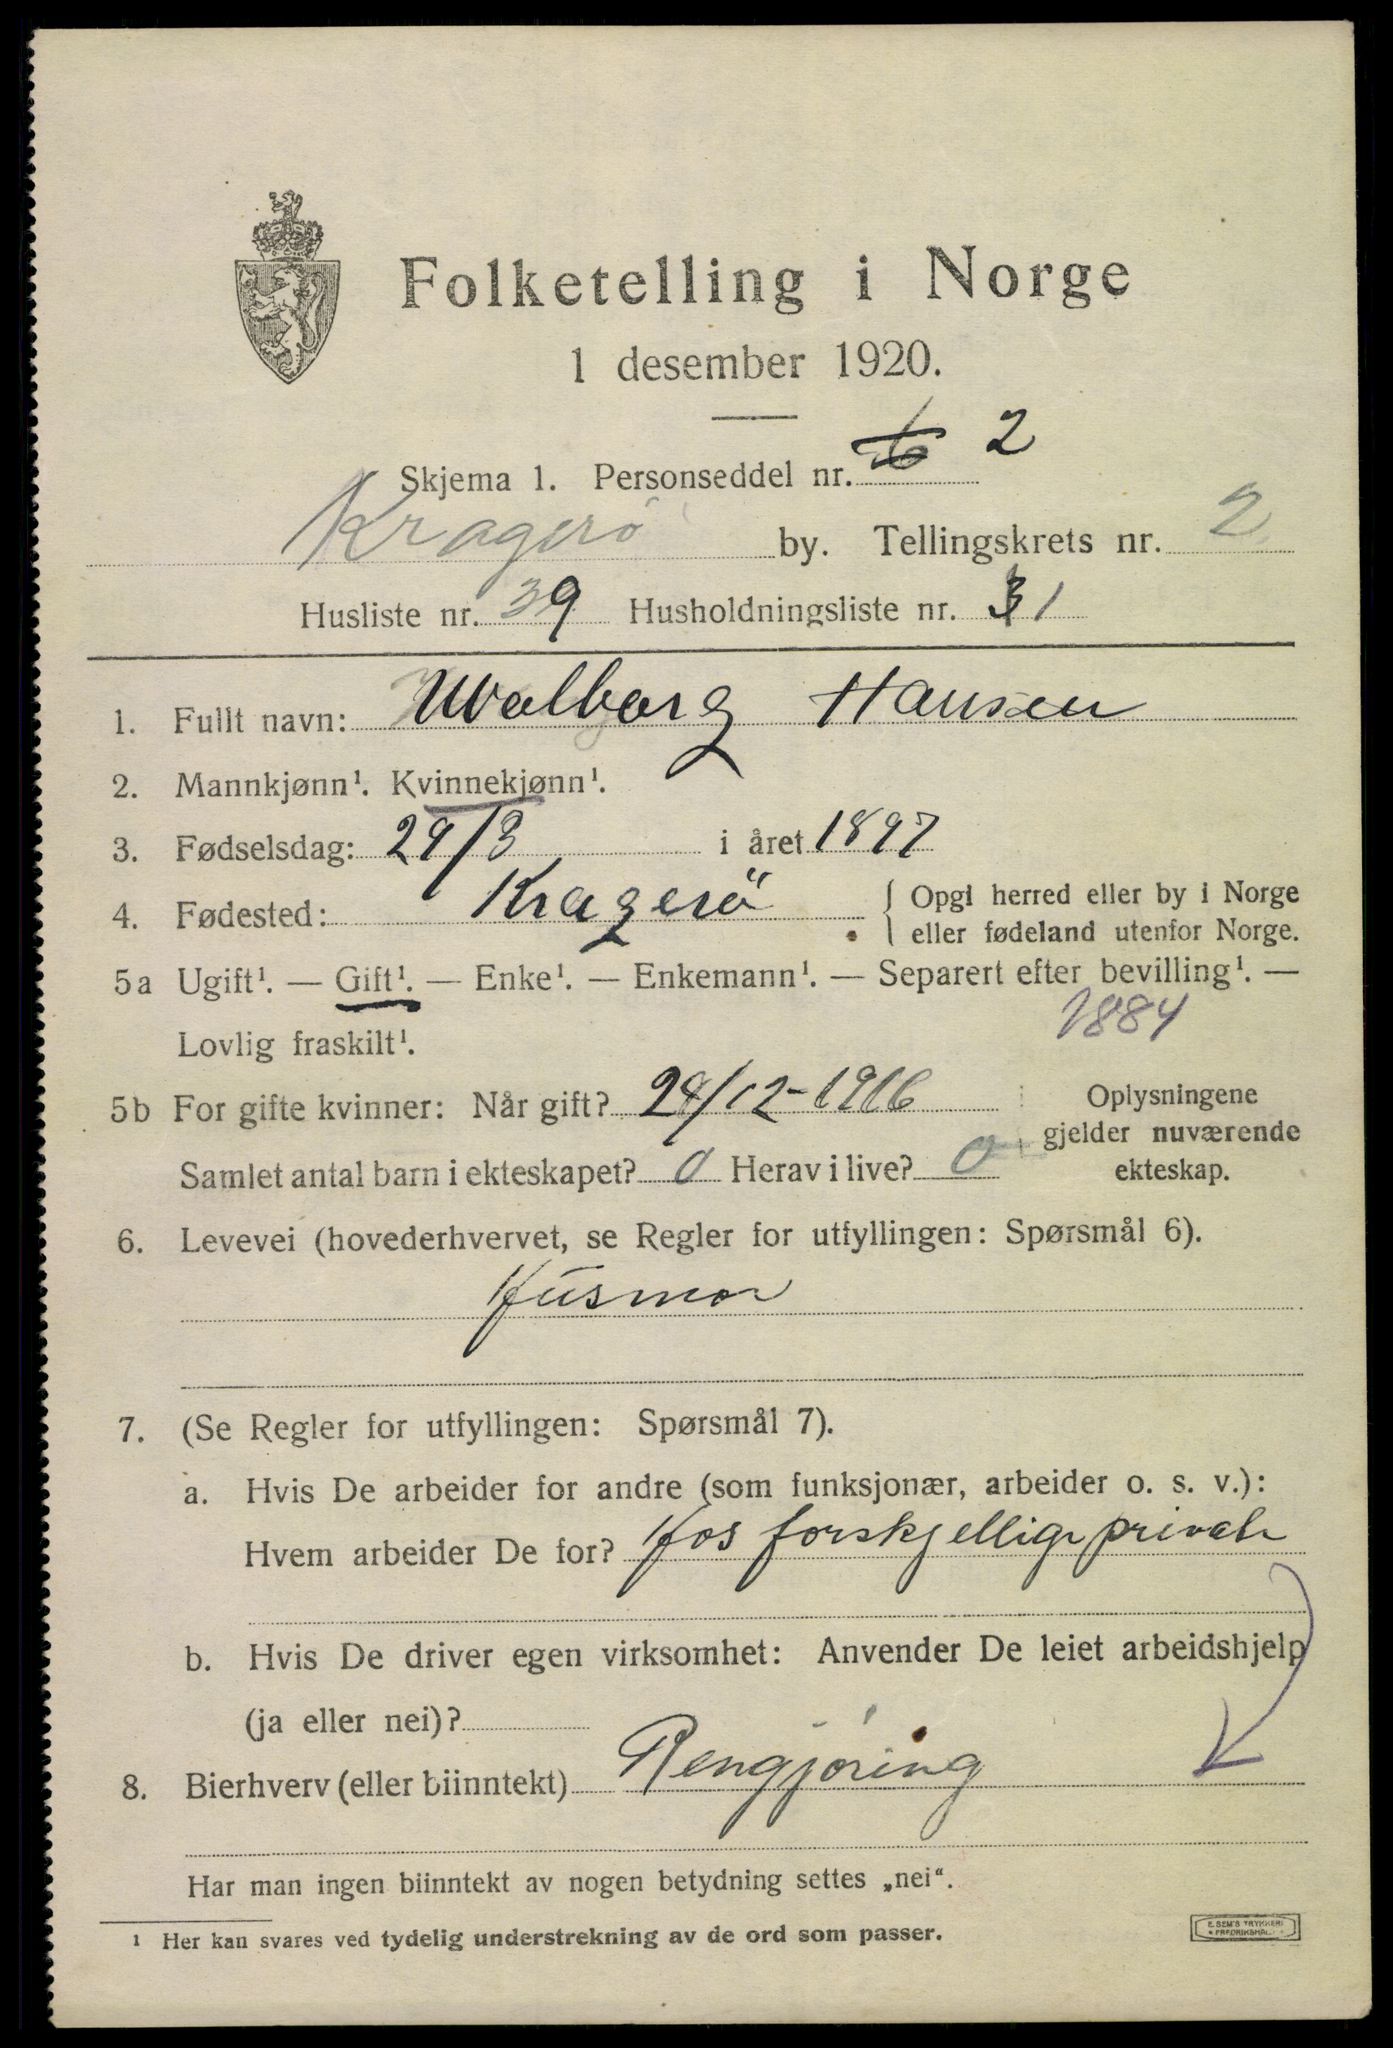 Folketelling i Norge
1 desember 1920.
Skjema 1. Personseddel nr. 2
Kragerö by. Tellingskrets nr. 2
Husliste nr. 39 Husholdningsliste nr. 31
1. Fullt navn: Walborg Hansen
2. Mannkjønn¹. Kvinnekjønn¹.
3. Fødselsdag: 29/3 i året 1897
4. Fødested: Kragerö { Opgi herred eller by i Norge
eller fødeland utenfor Norge.
5a Ugift¹. — Gift¹. — Enke¹. — Enkemann¹. — Separert efter bevilling¹. —
Lovlig fraskilt¹. 1884
5b For gifte kvinner: Når gift? 24/12-1916 Oplysningene
gjelder nuværende
Samlet antal barn i ekteskapet? 0 Herav i live? 0 ekteskap.
6. Levevei (hovederhvervet, se Regler for utfyllingen: Spørsmål 6).
Husmor
7. (Se Regler for utfyllingen: Spørsmål 7).
a. Hvis De arbeider for andre (som funksjonær, arbeider o. s. v.):
Hvem arbeider De for? Hos forskjellige private
b. Hvis De driver egen virksomhet: Anvender De leiet arbeidshjelp
(ja eller nei)?
8. Bierhverv (eller biinntekt) Rengjøring
Har man ingen biinntekt av nogen betydning settes „nei“.
¹ Her kan svares ved tydelig understrekning av de ord som passer.
E. SEM'S TRYKKERI